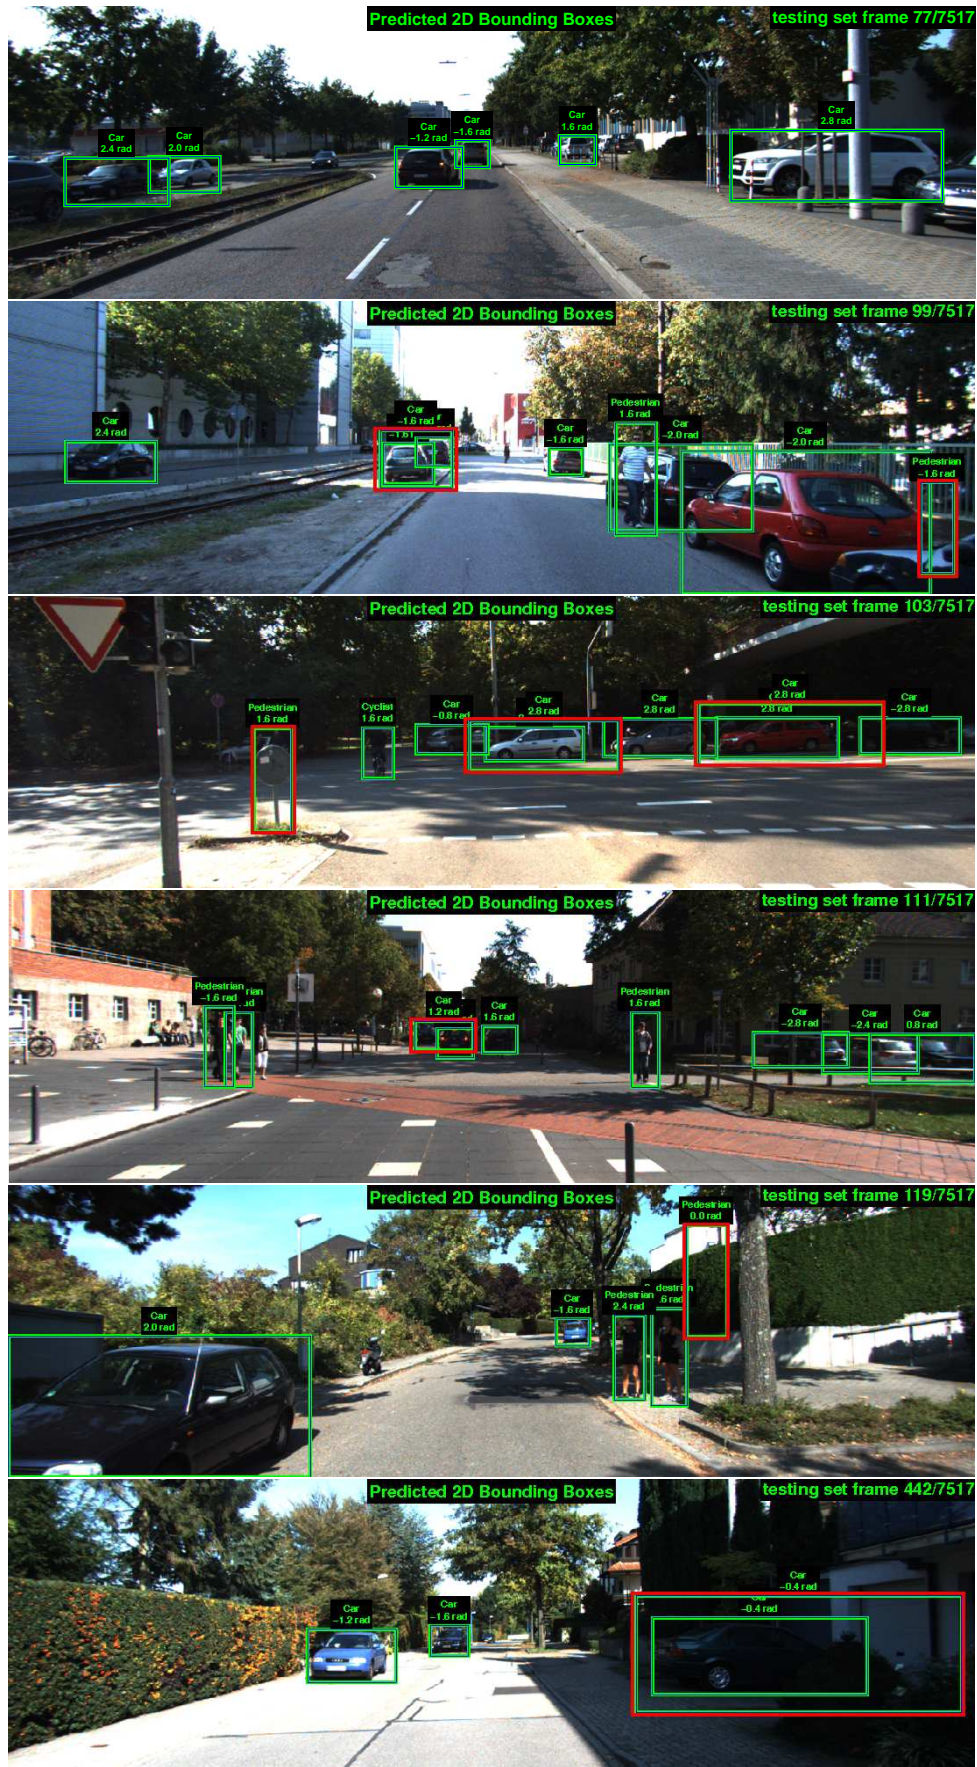 Predicted 2D Bounding Boxes
testing set frame 77/7517
Car
2.4 rad
Car
2.0 rad
Car
−1.2 rad
Car
−1.6 rad
Car
1.6 rad
Car
2.8 rad
Predicted 2D Bounding Boxes
testing set frame 99/7517
Car
2.4 rad
Car
−1.6 rad
Car
−1.6 rad
Pedestrian
1.6 rad
Car
−2.0 rad
Car
−2.0 rad
Pedestrian
−1.6 rad
Predicted 2D Bounding Boxes
testing set frame 103/7517
Pedestrian
1.6 rad
Cyclist
1.6 rad
Car
−0.8 rad
Car
2.8 rad
Car
2.8 rad
Car
2.8 rad
2.8 rad
Car
−2.8 rad
Predicted 2D Bounding Boxes
testing set frame 111/7517
Pedestrian
−1.6 rad
Car
1.2 rad
Car
1.6 rad
Pedestrian
1.6 rad
Car
−2.8 rad
Car
−2.4 rad
Car
0.8 rad
Predicted 2D Bounding Boxes
testing set frame 119/7517
Car
2.0 rad
Car
−1.6 rad
Pedestrian
2.4 rad
Pedestrian
0.0 rad
Predicted 2D Bounding Boxes
testing set frame 442/7517
Car
−1.2 rad
Car
−1.6 rad
Car
−0.4 rad
−0.4 rad